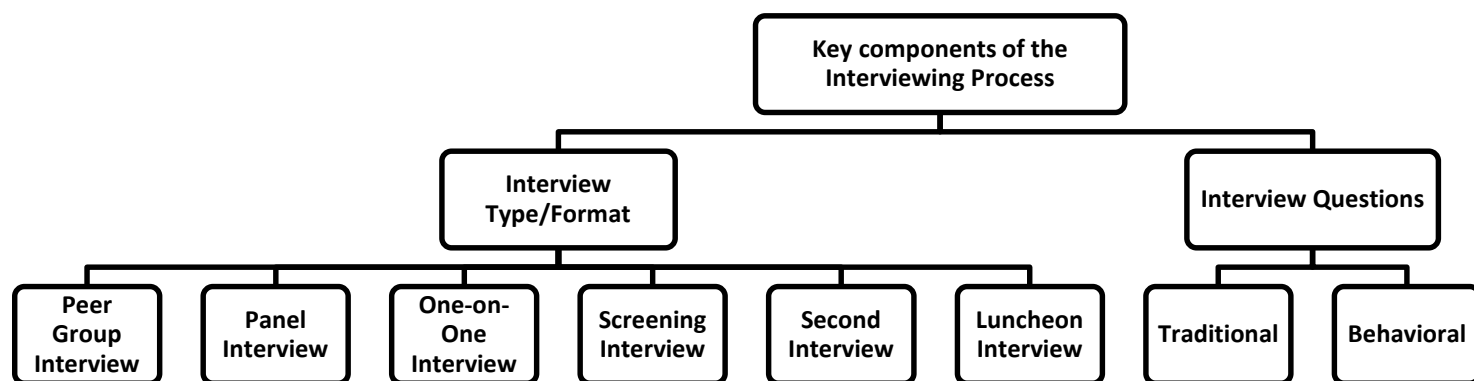 Key components of the
Interviewing Process
Interview
Type/Format
Interview Questions
Peer
Group
Interview
Panel
Interview
One-on-
One
Interview
Screening
Interview
Second
Interview
Luncheon
Interview
Traditional
Behavioral